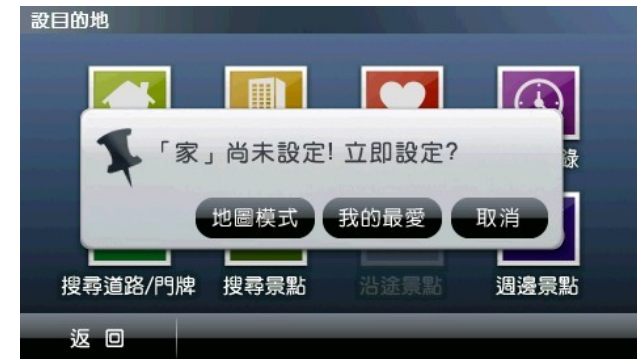 設目的地
「家」尚未設定! 立即設定?
錄
地圖模式 我的最愛 取消
搜尋道路/門牌 搜尋景點 沿途景點 週邊景點
返 回